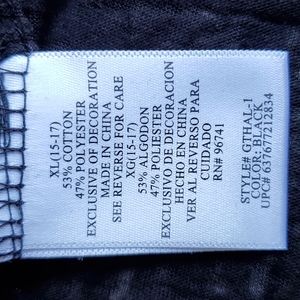 XL(15-17)
53% COTTON
47% POLYESTER
EXCLUSIVE OF DECORATION
MADE IN CHINA
SEE REVERSE FOR CARE
XG(15-17)
53% ALGODON
47% POLIESTER
EXCLUSIVO DE DECORACION
HECHO EN CHINA
VER AL REVERSO PARA
CUIDADO
RN# 96741
STYLE# GTHAL-1
COLOR: BLACK
UPC# 637677212834